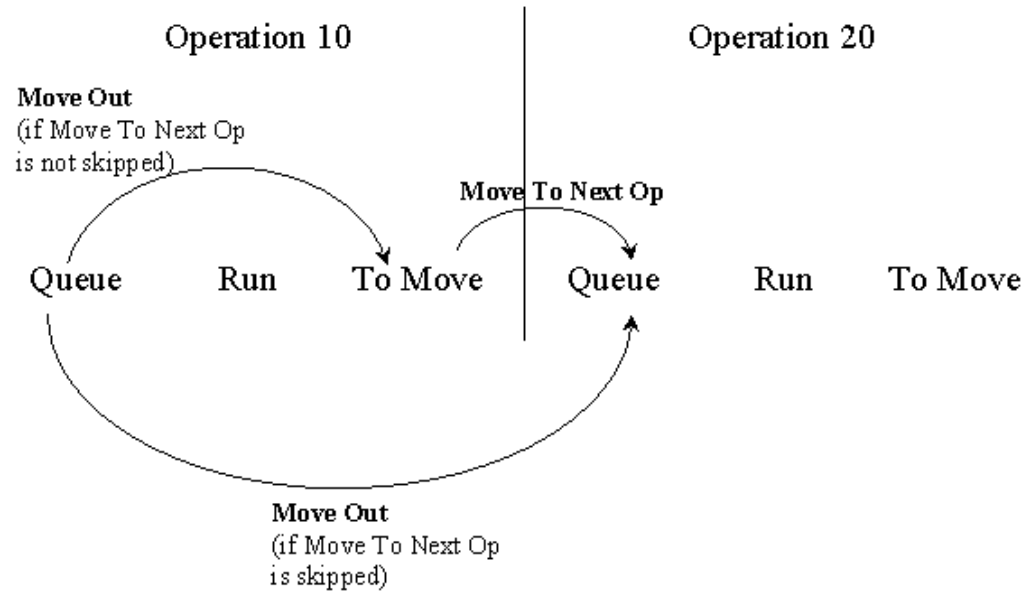 Operation 10
Operation 20
Move Out
(if Move To Next Op
is not skipped)
Move To Next Op
Queue Run To Move Queue Run To Move
Move Out
(if Move To Next Op
is skipped)